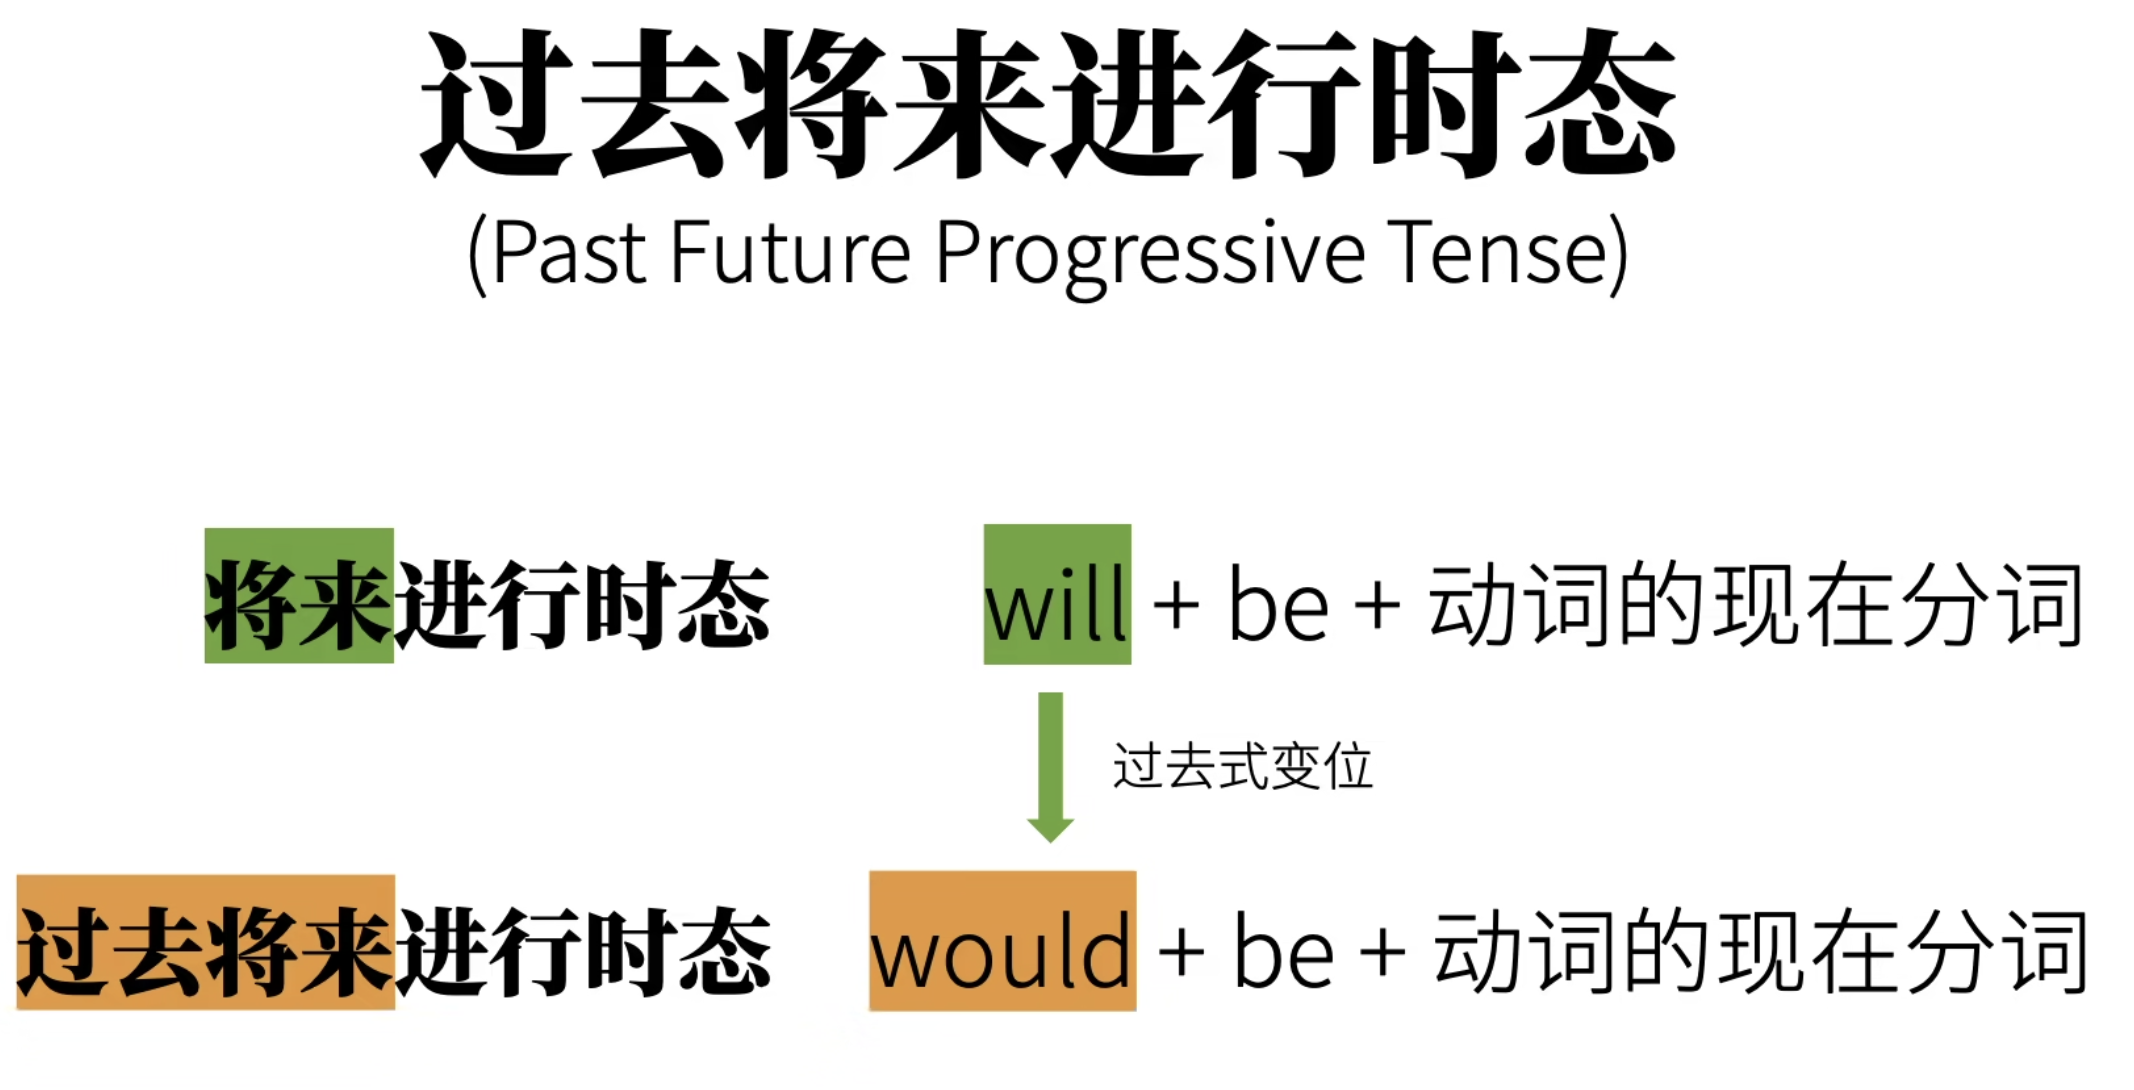 过去将来进行时态
(Past Future Progressive Tense)
将来进行时态 will + be + 动词的现在分词
过去式变位
过去将来进行时态 would + be + 动词的现在分词